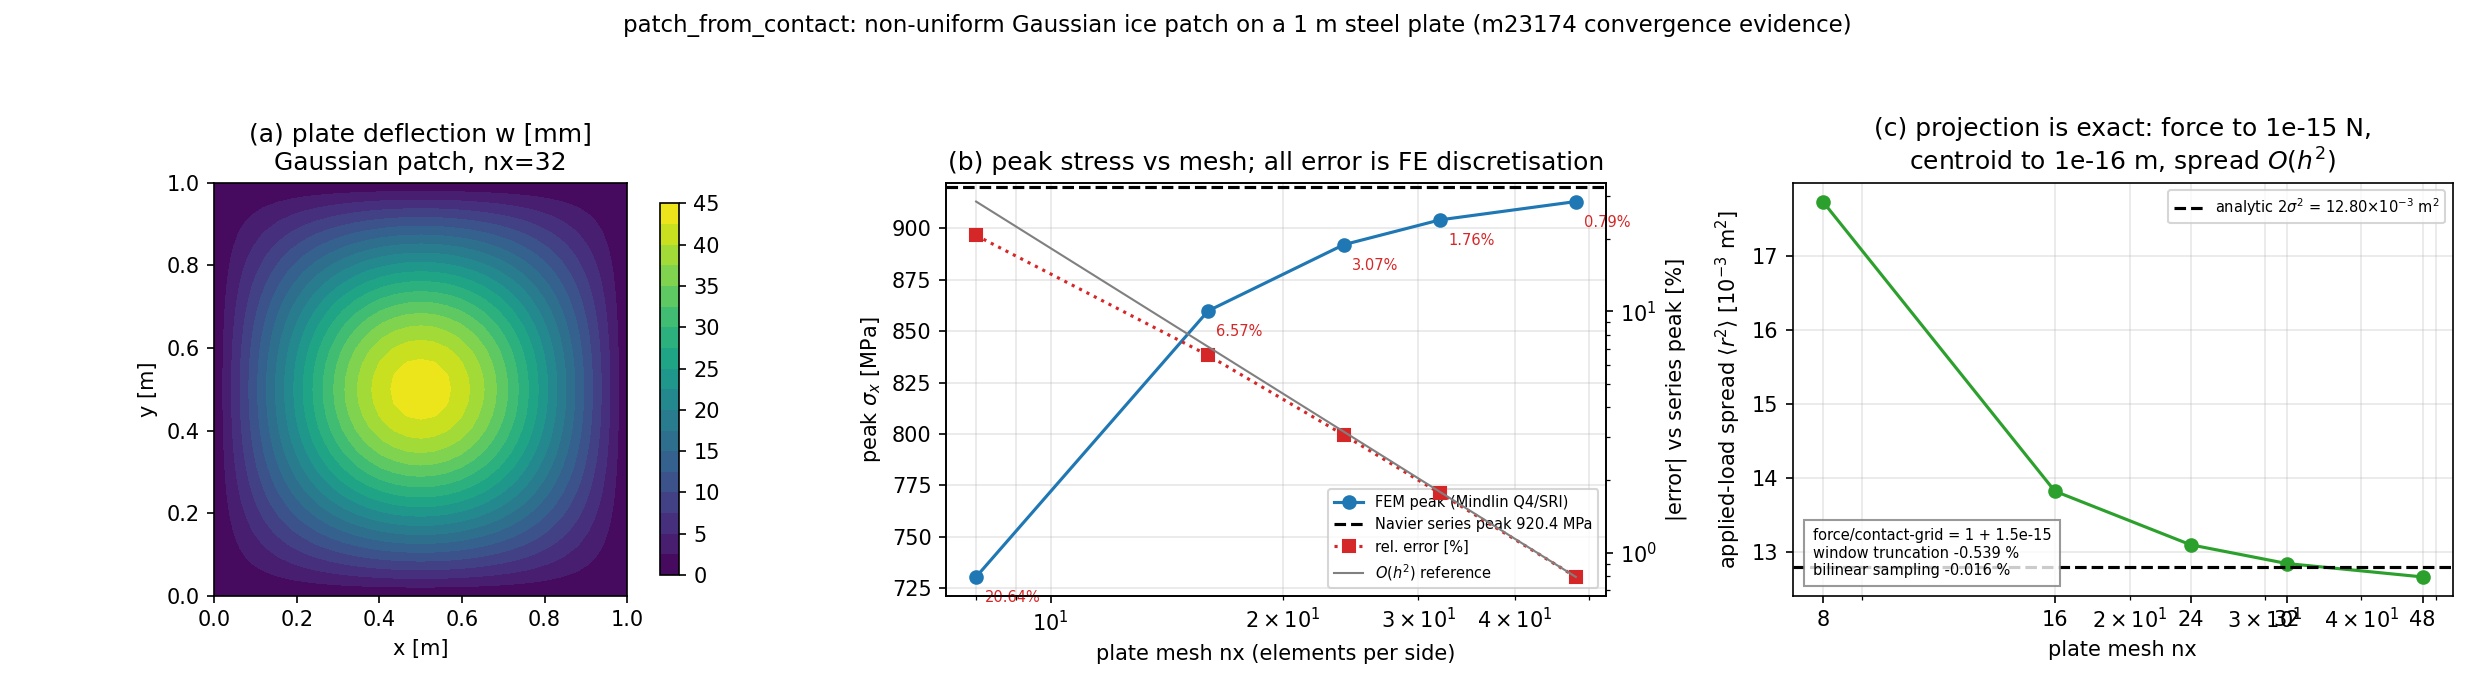 patch_from_contact: non-uniform Gaussian ice patch on a 1 m steel plate (m23174 convergence evidence)
(a) plate deflection w [mm]
Gaussian patch, nx=32
1.0
0.8
0.6
0.4
0.2
0.0
y [m]
0.0 0.2 0.4 0.6 0.8 1.0
x [m]
45
40
35
30
25
20
15
10
5
0
(b) peak stress vs mesh; all error is FE discretisation
900
875
850
825
800
775
750
725
peak σₓ [MPa]
20.64%
6.57%
3.07%
1.76%
0.79%
FEM peak (Mindlin Q4/SRI)
Navier series peak 920.4 MPa
rel. error [%]
O(h²) reference
10¹
10⁰
|error| vs series peak [%]
10¹ 2×10¹ 3×10¹ 4×10¹
plate mesh nx (elements per side)
(c) projection is exact: force to 1e-15 N,
centroid to 1e-16 m, spread O(h²)
17
16
15
14
13
applied-load spread ⟨r²⟩ [10⁻³ m²]
analytic 2σ² = 12.80×10⁻³ m²
force/contact-grid = 1 + 1.5e-15
window truncation -0.539 %
bilinear sampling -0.016 %
8 16 2×10¹ 24 3×10¹ 32 4×10¹ 48
plate mesh nx